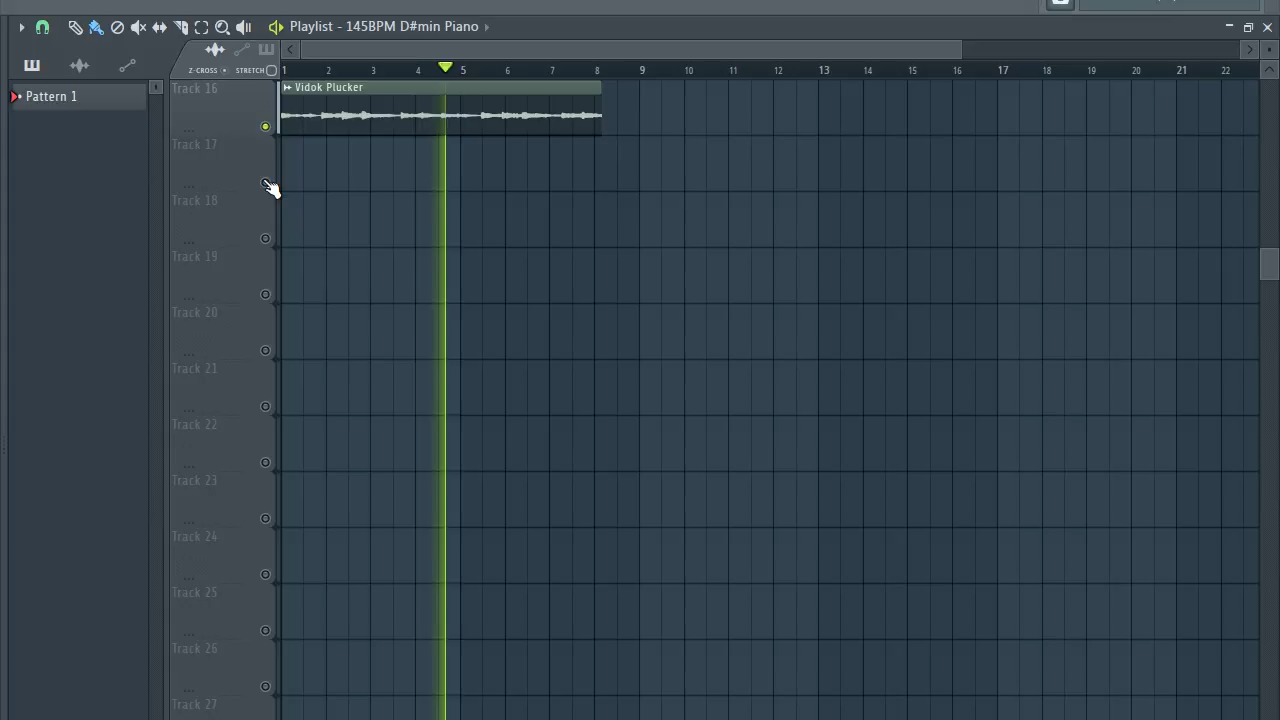 Playlist - 145BPM D#min Piano
Z-CROSS STRETCH
1 2 3 4 5 6 7 8 9 10 11 12 13 14 15 16 17 18 19 20 21 22
Pattern 1
Track 16
Vidok Plucker
Track 17
Track 18
Track 19
Track 20
Track 21
Track 22
Track 23
Track 24
Track 25
Track 26
Track 27